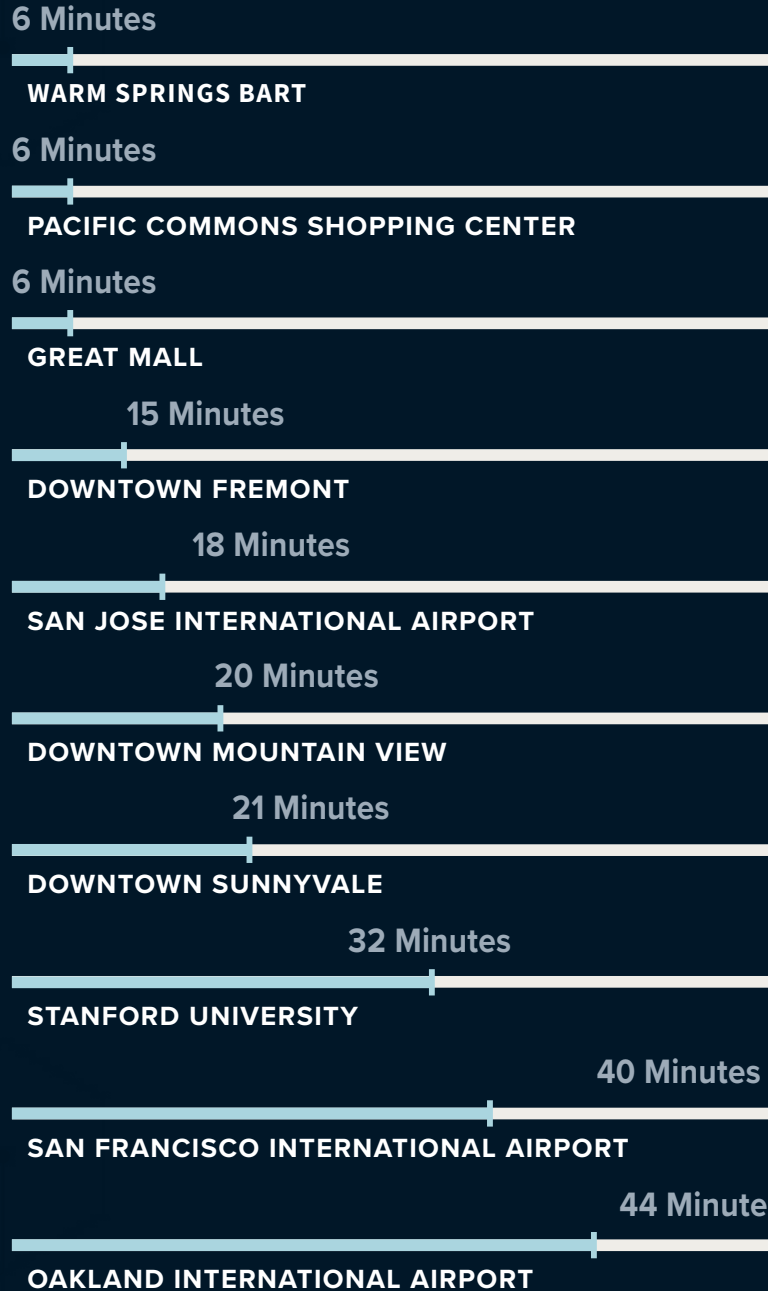 6 Minutes
WARM SPRINGS BART
6 Minutes
PACIFIC COMMONS SHOPPING CENTER
6 Minutes
GREAT MALL
15 Minutes
DOWNTOWN FREMONT
18 Minutes
SAN JOSE INTERNATIONAL AIRPORT
20 Minutes
DOWNTOWN MOUNTAIN VIEW
21 Minutes
DOWNTOWN SUNNYVALE
32 Minutes
STANFORD UNIVERSITY
40 Minutes
SAN FRANCISCO INTERNATIONAL AIRPORT
44 Minute
OAKLAND INTERNATIONAL AIRPORT